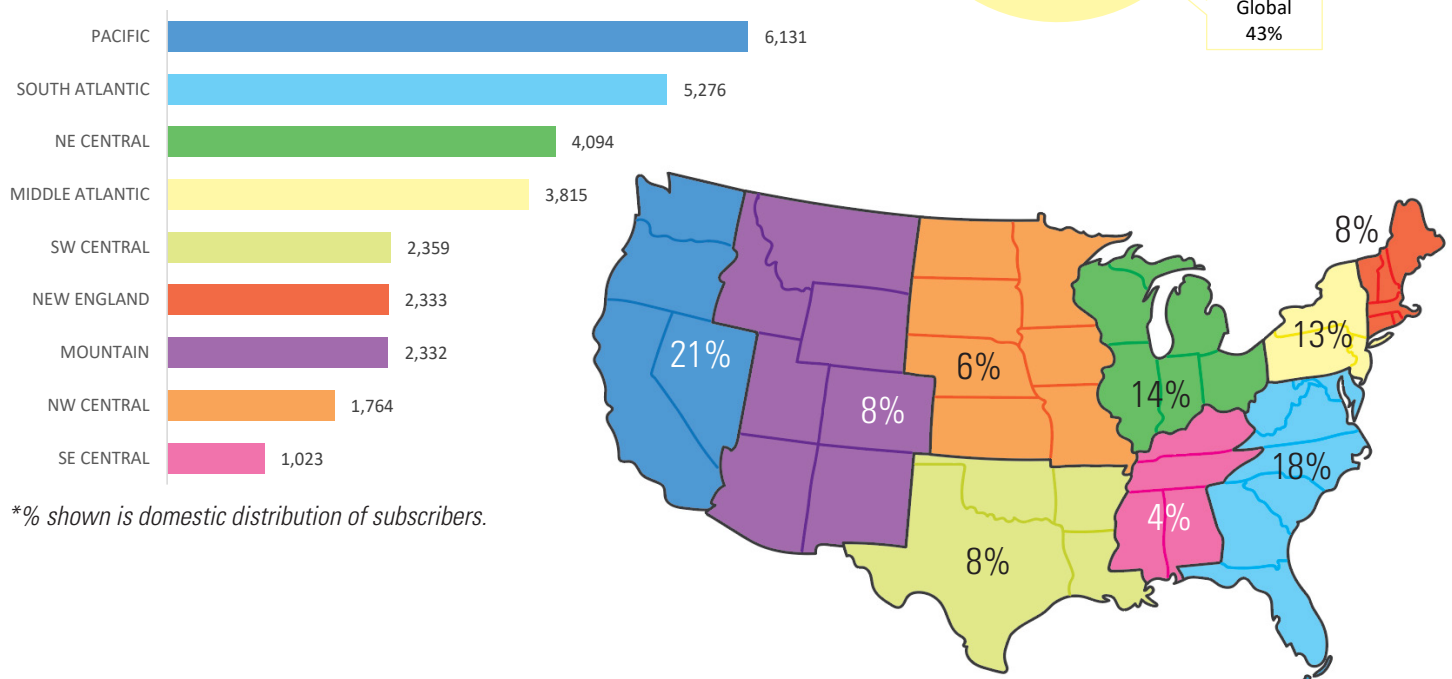 Global
43%
PACIFIC 6,131
SOUTH ATLANTIC 5,276
NE CENTRAL 4,094
MIDDLE ATLANTIC 3,815
SW CENTRAL 2,359
NEW ENGLAND 2,333
MOUNTAIN 2,332
NW CENTRAL 1,764
SE CENTRAL 1,023
*% shown is domestic distribution of subscribers.
8%
13%
21%
6%
14%
8%
18%
4%
8%